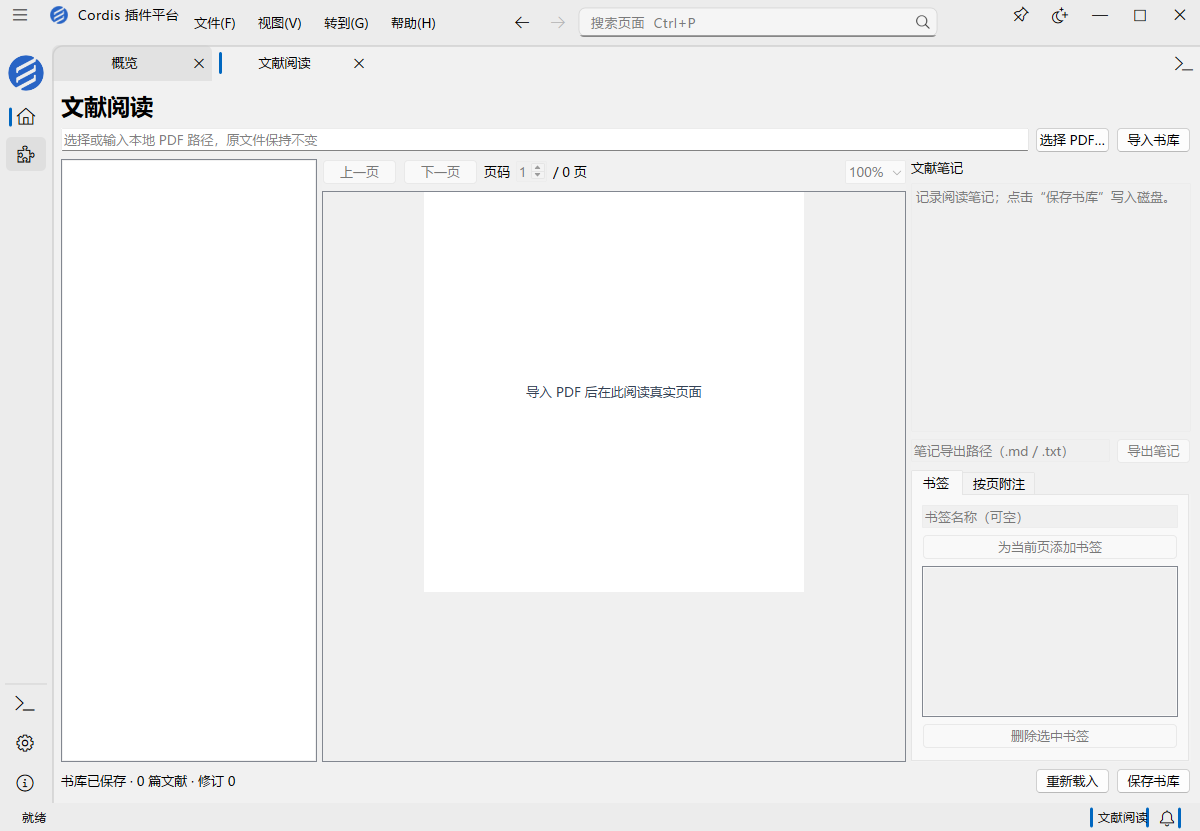 Cordis 插件平台 文件(F) 视图(V) 转到(G) 帮助(H) 搜索页面 Ctrl+P
概览 文献阅读
文献阅读
选择或输入本地 PDF 路径，原文件保持不变 选择 PDF... 导入书库
上一页 下一页 页码 1 / 0 页 100% 文献笔记
记录阅读笔记；点击“保存书库”写入磁盘。
导入 PDF 后在此阅读真实页面
笔记导出路径（.md / .txt） 导出笔记
书签 按页附注
书签名称（可空）
为当前页添加书签
删除选中书签
书库已保存 · 0 篇文献 · 修订 0 重新载入 保存书库
就绪 文献阅读